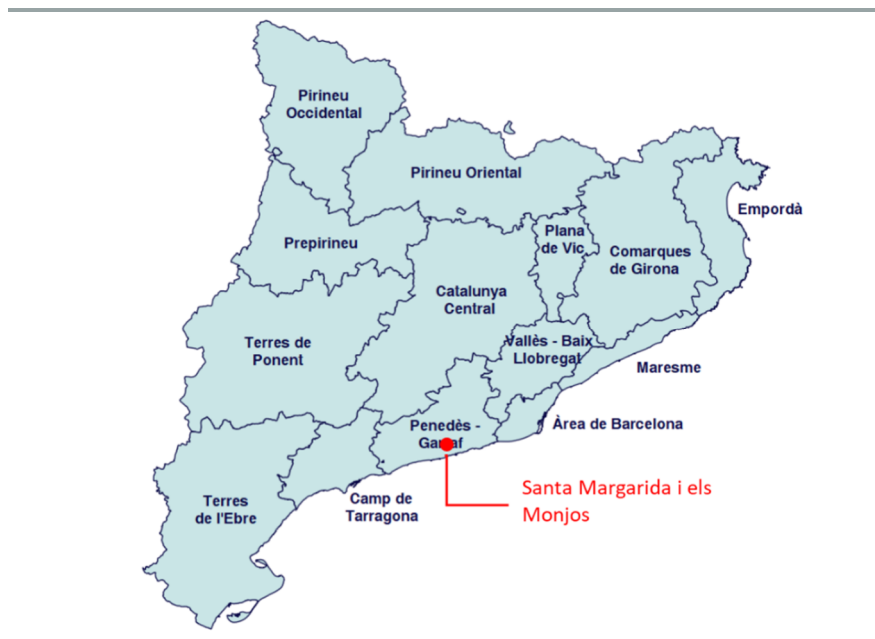 Pirineu
Occidental
Pirineu Oriental
Empordà
Plana
de Vic
Prepirineu
Comarques
de Girona
Catalunya
Central
Terres de
Ponent
Vallès - Baix
Llobregat
Maresme
Penedès -
Garraf
Àrea de Barcelona
Camp de
Tarragona
Terres
de l'Ebre
Santa Margarida i els
Monjos